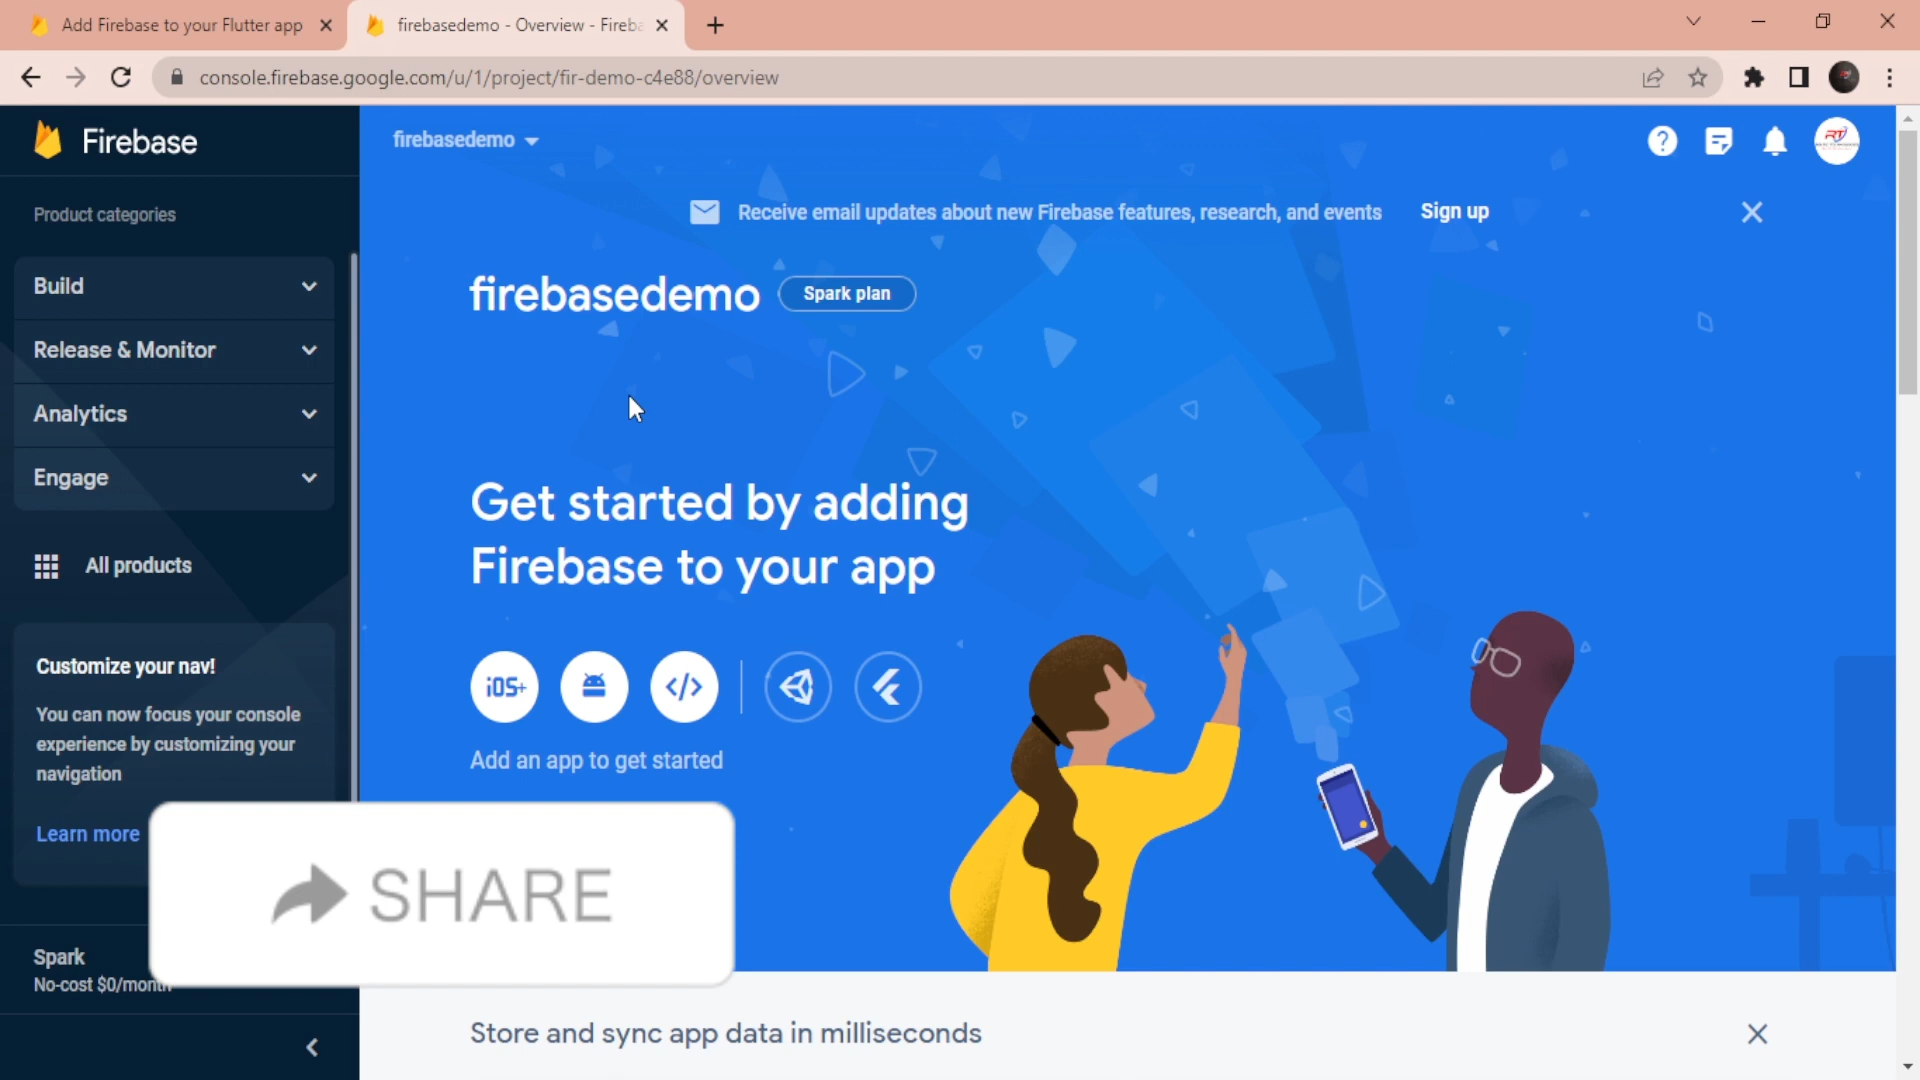 Add Firebase to your Flutter app
firebasedemo - Overview - Fireba
console.firebase.google.com/u/1/project/fir-demo-c4e88/overview
Firebase
firebasedemo
RT
Receive email updates about new Firebase features, research, and events
Sign up
Product categories
Build
Release & Monitor
Analytics
Engage
All products
Customize your nav!
You can now focus your console
experience by customizing your
navigation
Learn more
Spark
No-cost $0/month
firebasedemo
Spark plan
Get started by adding
Firebase to your app
iOS+
Add an app to get started
SHARE
Store and sync app data in milliseconds